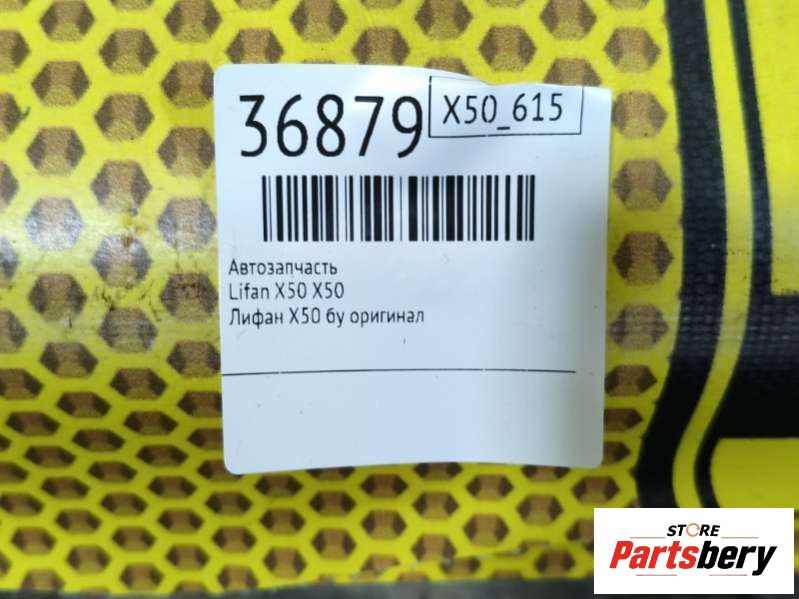 36879
X50_615
Автозапчасть
Lifan X50 X50
Лифан X50 бу оригинал
STORE
Partsbery